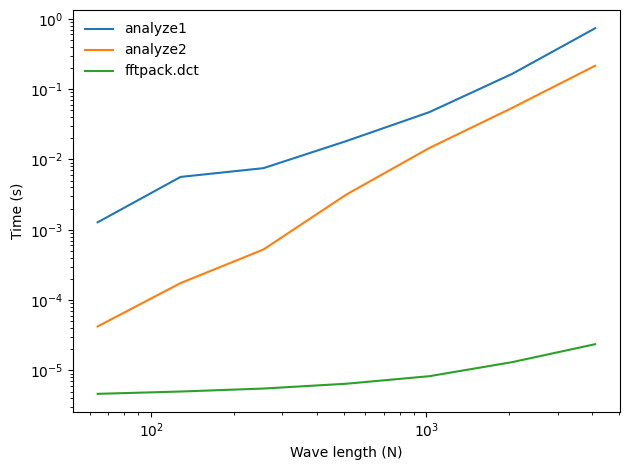 analyze1
analyze2
fftpack.dct
Time (s)
10⁰
10⁻¹
10⁻²
10⁻³
10⁻⁴
10⁻⁵
10²
10³
Wave length (N)